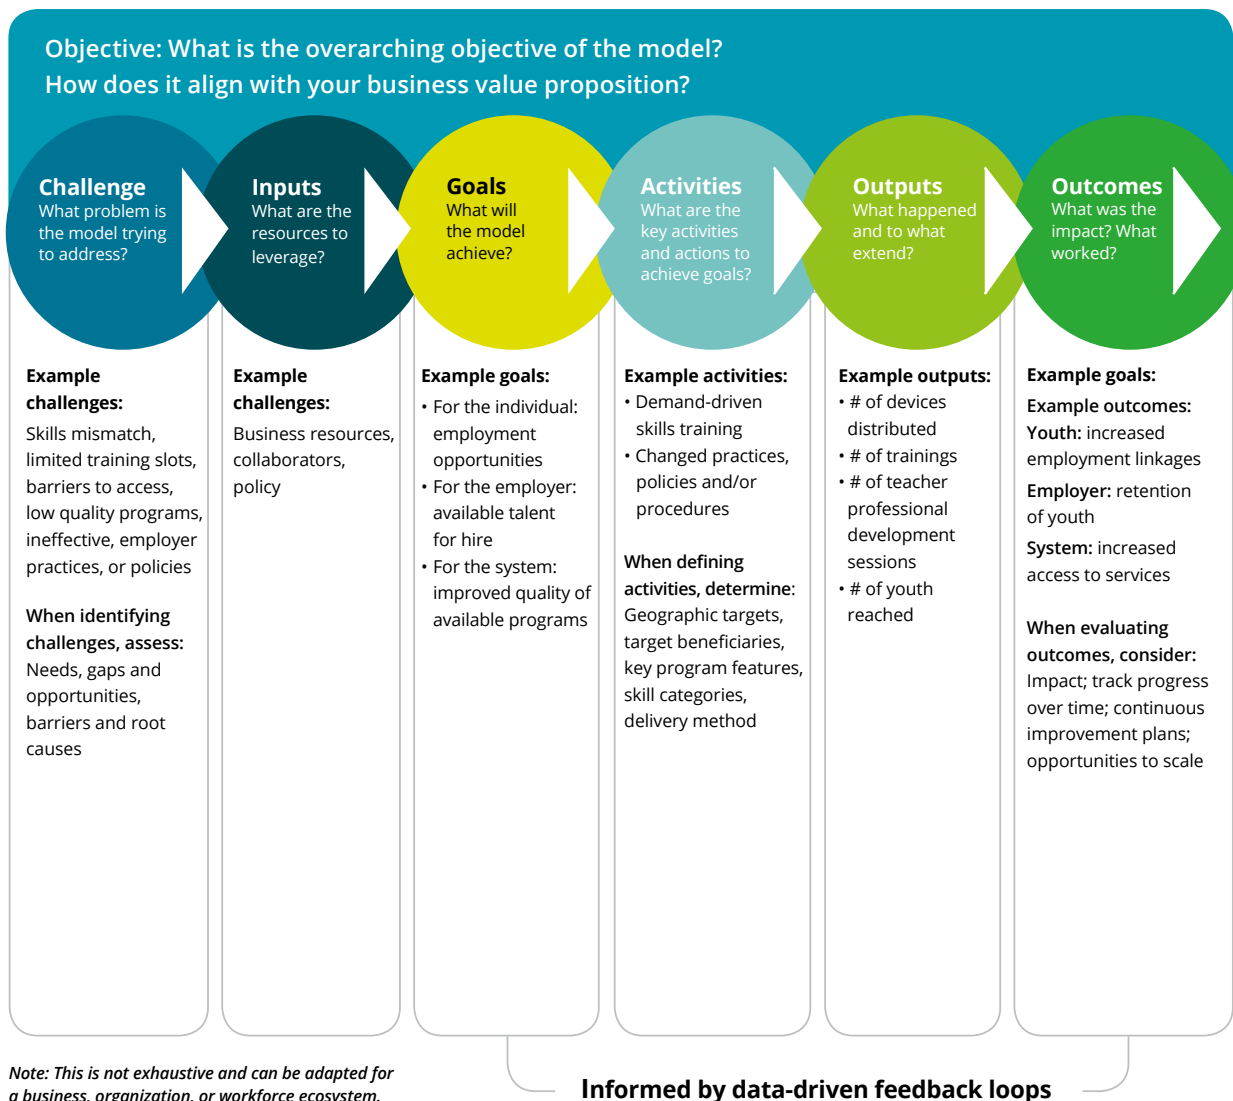 Objective: What is the overarching objective of the model?
How does it align with your business value proposition?
Challenge
What problem is
the model trying
to address?
Inputs
What are the
resources to
leverage?
Goals
What will
the model
achieve?
Activities
What are the
key activities
and actions to
achieve goals?
Outputs
What happened
and to what
extend?
Outcomes
What was the
impact? What
worked?
Example
challenges:
Skills mismatch,
limited training slots,
barriers to access,
low quality programs,
ineffective, employer
practices, or policies
When identifying
challenges, assess:
Needs, gaps and
opportunities,
barriers and root
causes
Example
challenges:
Business resources,
collaborators,
policy
Example goals:
• For the individual:
employment
opportunities
• For the employer:
available talent
for hire
• For the system:
improved quality of
available programs
Example activities:
• Demand-driven
skills training
• Changed practices,
policies and/or
procedures
When defining
activities, determine:
Geographic targets,
target beneficiaries,
key program features,
skill categories,
delivery method
Example outputs:
• # of devices
distributed
• # of trainings
• # of teacher
professional
development
sessions
• # of youth
reached
Example goals:
Example outcomes:
Youth: increased
employment linkages
Employer: retention
of youth
System: increased
access to services
When evaluating
outcomes, consider:
Impact; track progress
over time; continuous
improvement plans;
opportunities to scale
Note: This is not exhaustive and can be adapted for
a business, organization, or workforce ecosystem.
Informed by data-driven feedback loops